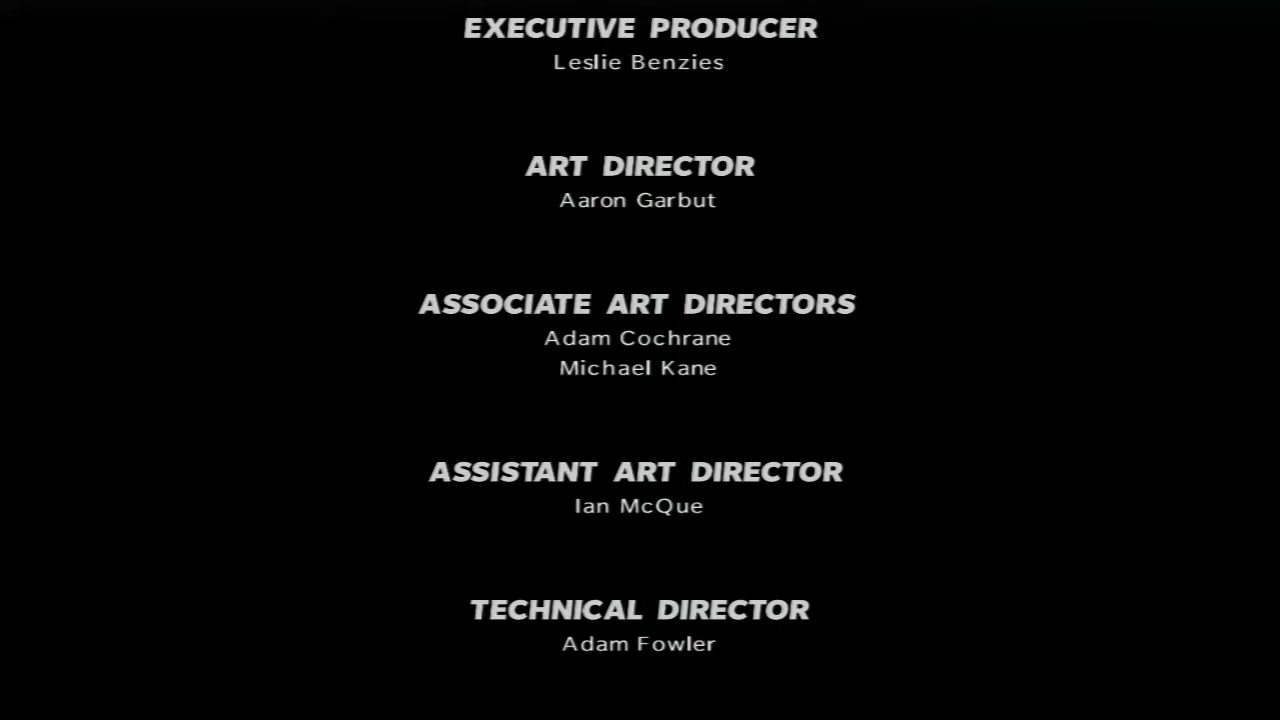 EXECUTIVE PRODUCER
Leslie Benzies
ART DIRECTOR
Aaron Garbut
ASSOCIATE ART DIRECTORS
Adam Cochrane
Michael Kane
ASSISTANT ART DIRECTOR
Ian McQue
TECHNICAL DIRECTOR
Adam Fowler